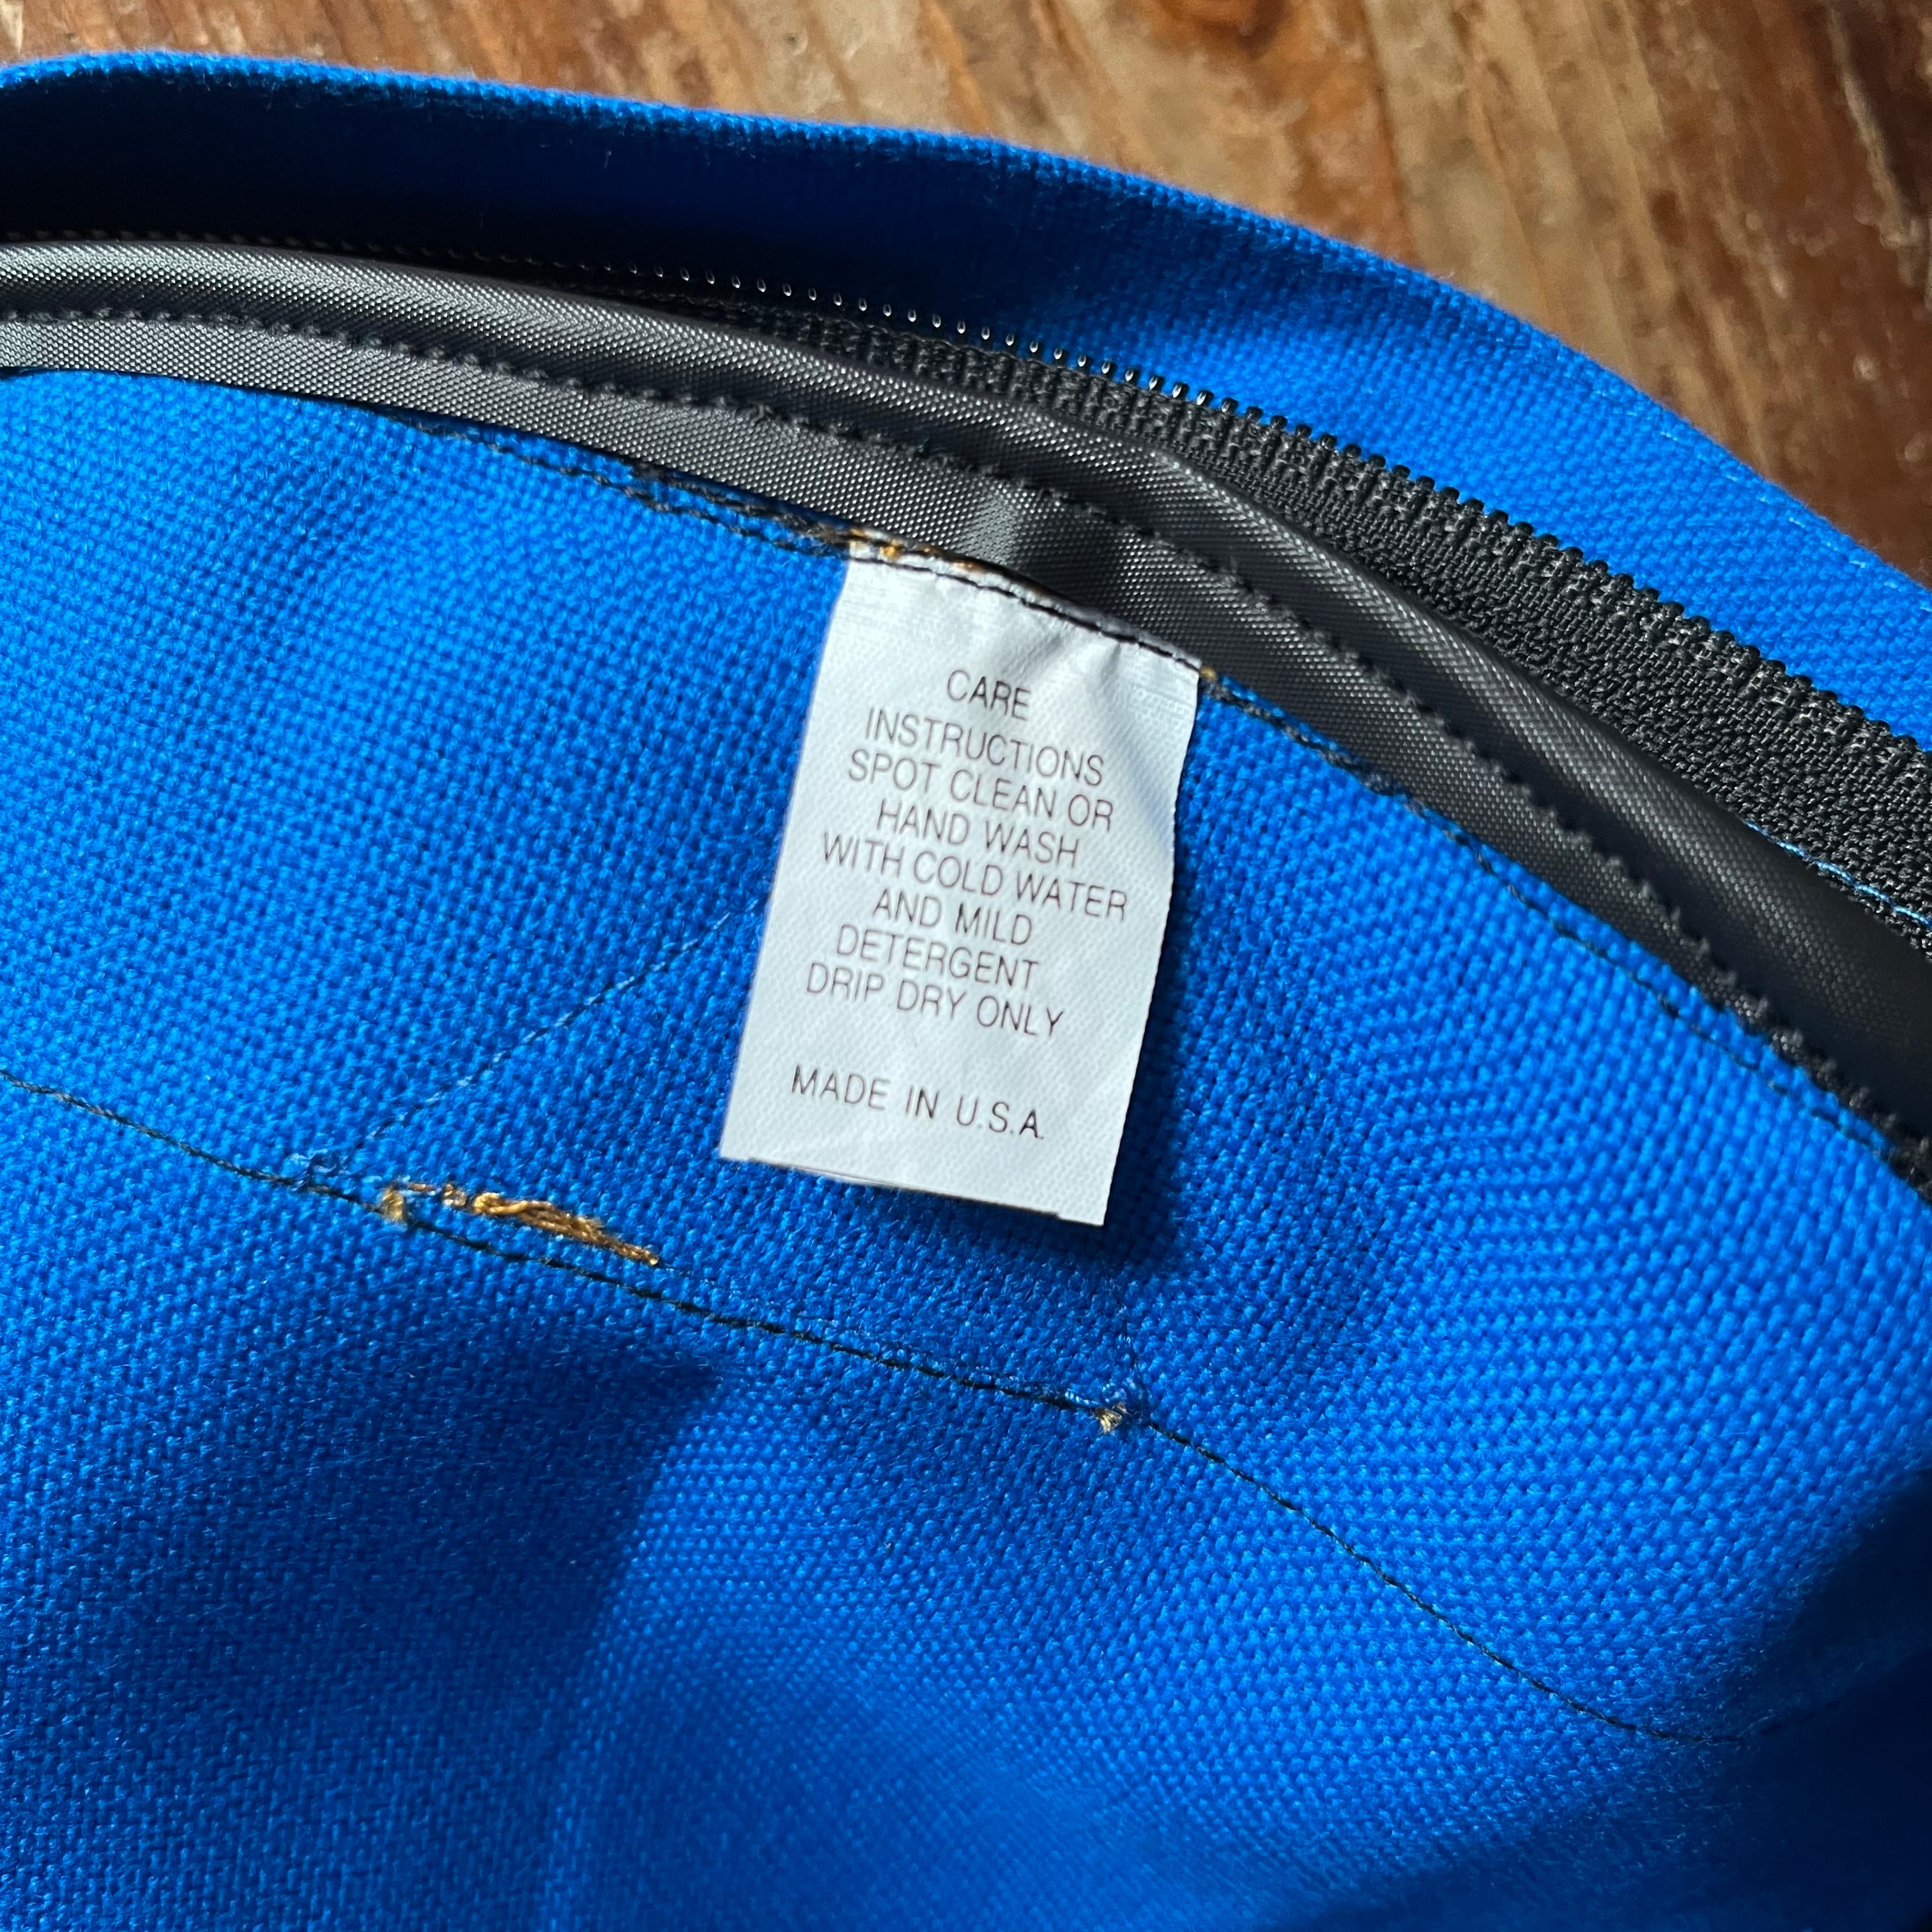 CARE
INSTRUCTIONS
SPOT CLEAN OR
HAND WASH
WITH COLD WATER
AND MILD
DETERGENT
DRIP DRY ONLY
MADE IN U.S.A.